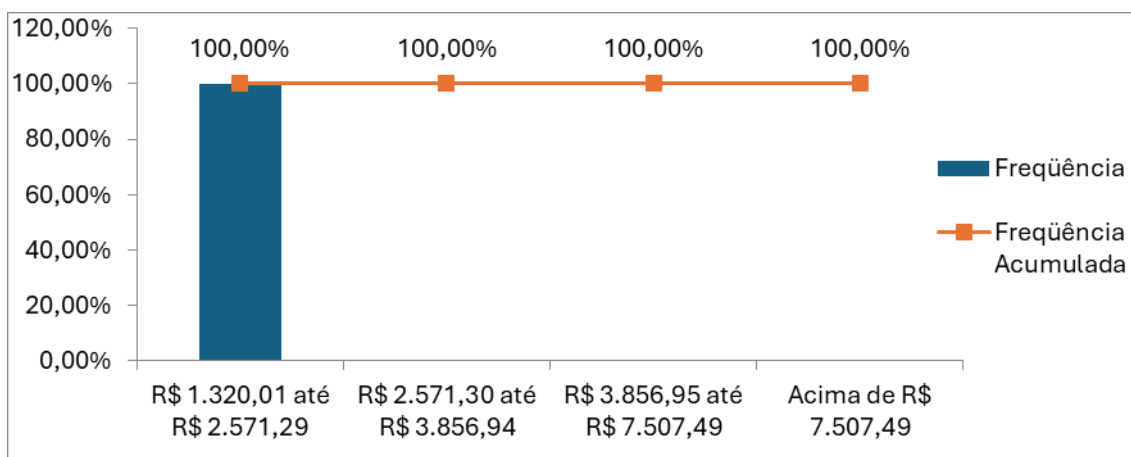 120,00%
100,00%
80,00%
60,00%
40,00%
20,00%
0,00%
100,00%
100,00%
100,00%
100,00%
R$ 1.320,01 até
R$ 2.571,29
R$ 2.571,30 até
R$ 3.856,94
R$ 3.856,95 até
R$ 7.507,49
Acima de R$
7.507,49
Freqüência
Freqüência
Acumulada